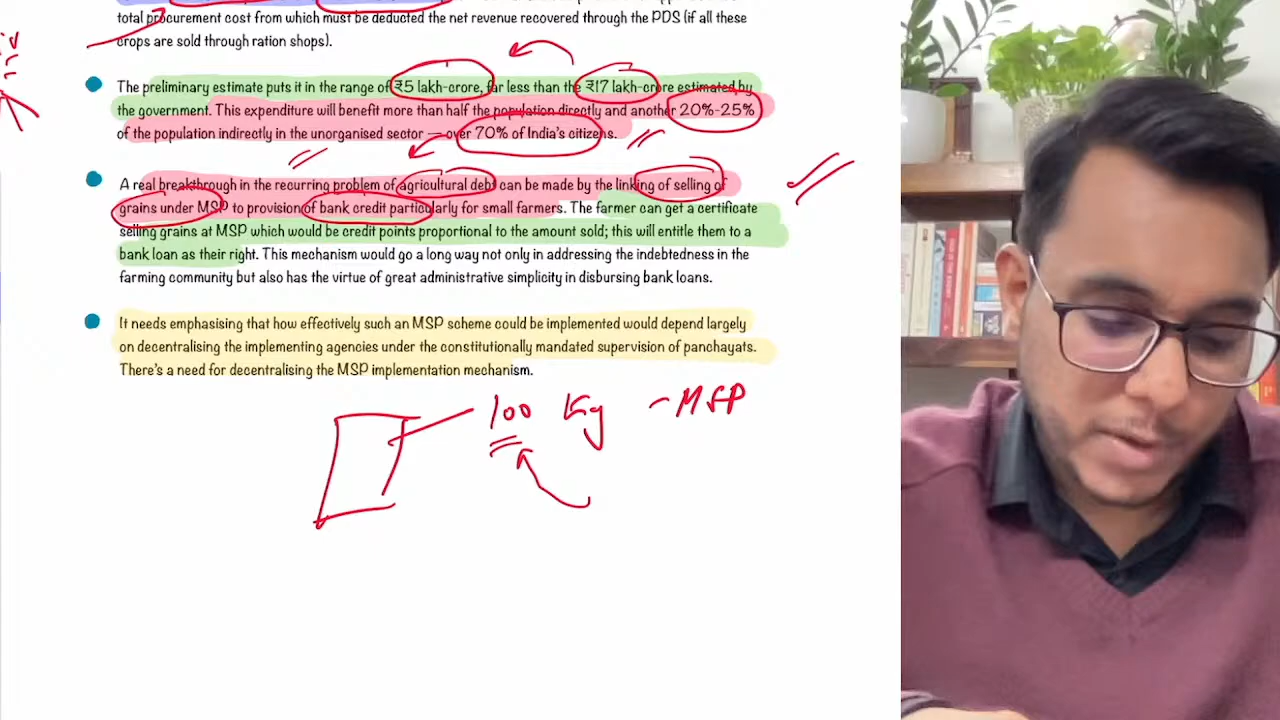 total procurement cost from which must be deducted the net revenue recovered through the PDS (if all these
crops are sold through ration shops).
The preliminary estimate puts it in the range of ₹5 lakh-crore, far less than the ₹17 lakh-crore estimated by
the government. This expenditure will benefit more than half the population directly and another 20%-25%
of the population indirectly in the unorganised sector — over 70% of India's citizens.
A real breakthrough in the recurring problem of agricultural debt can be made by the linking of selling of
grains under MSP to provision of bank credit particularly for small farmers. The farmer can get a certificate
selling grains at MSP which would be credit points proportional to the amount sold; this will entitle them to a
bank loan as their right. This mechanism would go a long way not only in addressing the indebtedness in the
farming community but also has the virtue of great administrative simplicity in disbursing bank loans.
It needs emphasising that how effectively such an MSP scheme could be implemented would depend largely
on decentralising the implementing agencies under the constitutionally mandated supervision of panchayats.
There's a need for decentralising the MSP implementation mechanism.
100 Kg - MSP